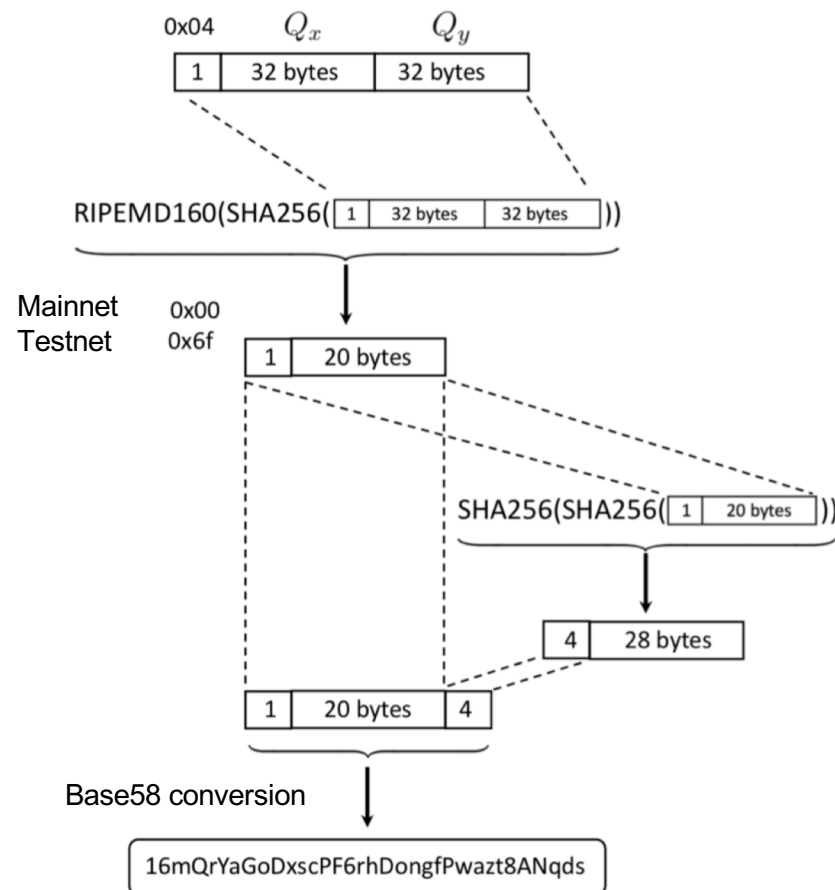 0x04 Qx Qy
1 32 bytes 32 bytes
RIPEMD160(SHA256( 1 32 bytes 32 bytes ))
Mainnet 0x00
Testnet 0x6f
1 20 bytes
SHA256(SHA256( 1 20 bytes ))
4 28 bytes
1 20 bytes 4
Base58 conversion
16mQrYaGoDxscPF6rhDongfPwazt8ANqds